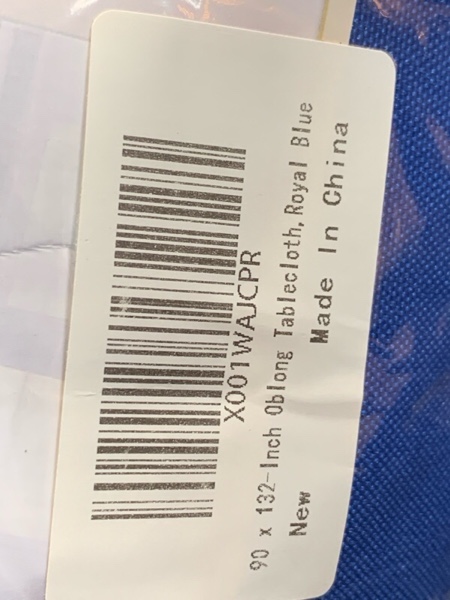 X001WAJCPR
90 x 132-Inch Oblong Tablecloth,Royal Blue
New
Made In China